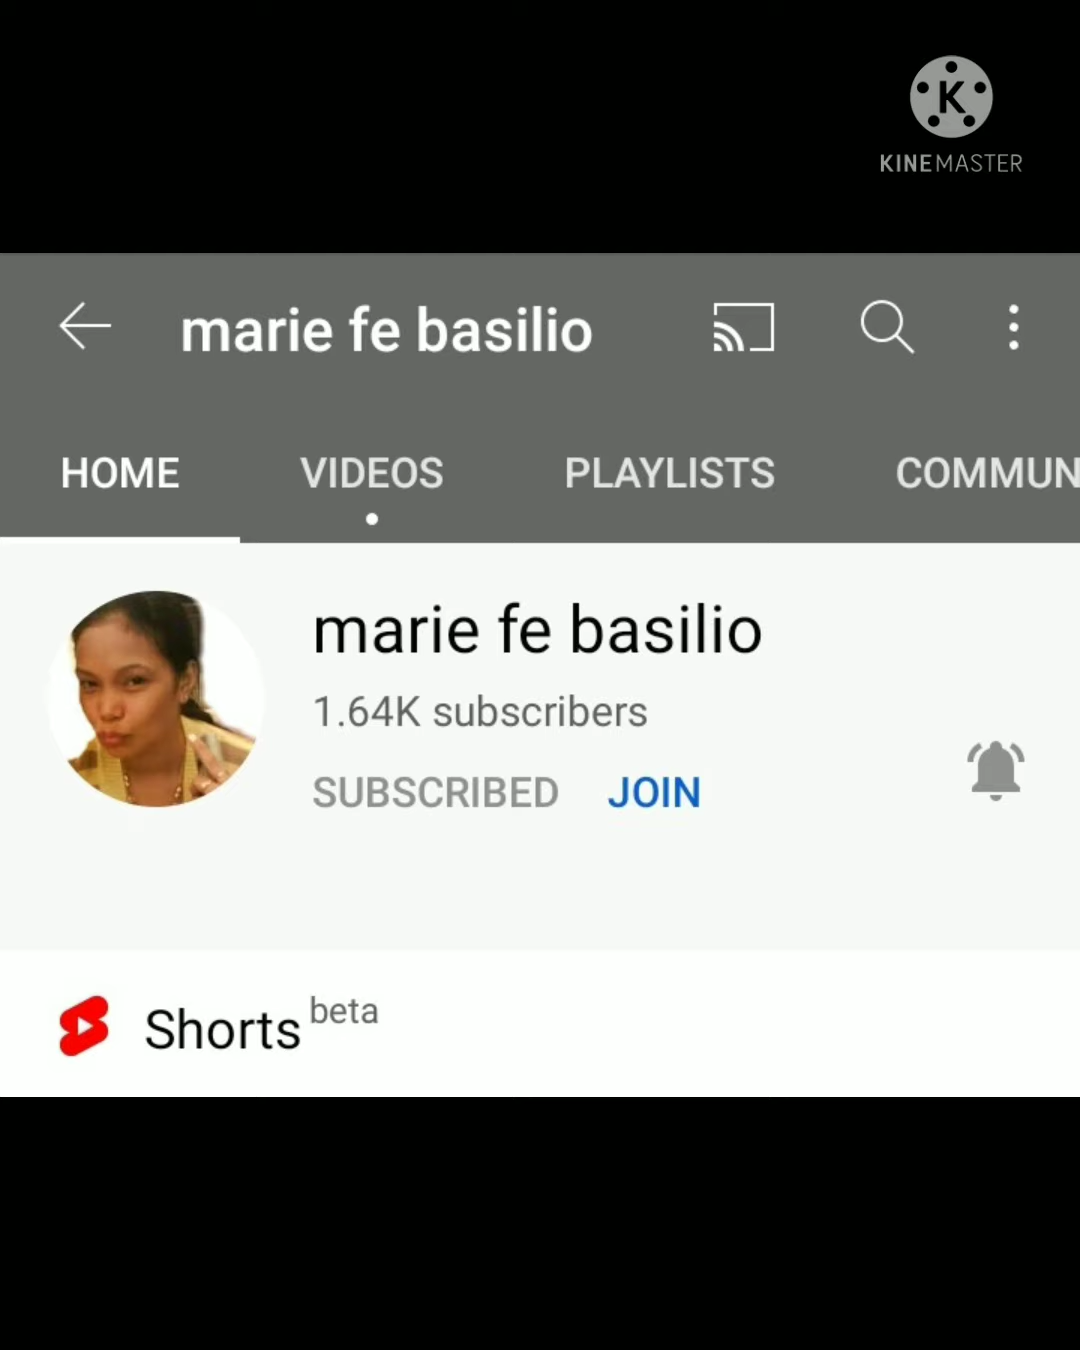 K
KINEMASTER
marie fe basilio
HOME VIDEOS PLAYLISTS COMMUN
marie fe basilio
1.64K subscribers
SUBSCRIBED JOIN
Shorts beta